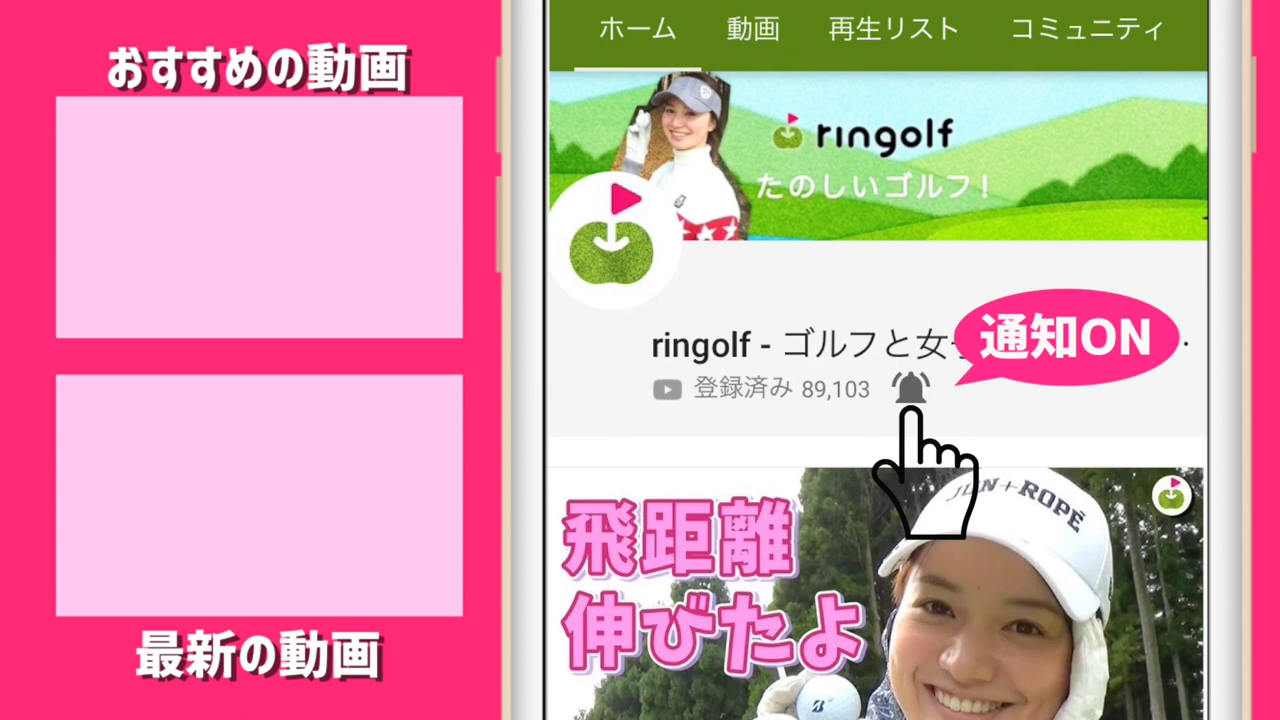 おすすめの動画
最新の動画
ホーム 動画 再生リスト コミュニティ
ringolf
たのしいゴルフ!
ringolf - ゴルフと女
通知ON
登録済み 89,103
飛距離
伸びたよ
JUN+ROPÉ
B